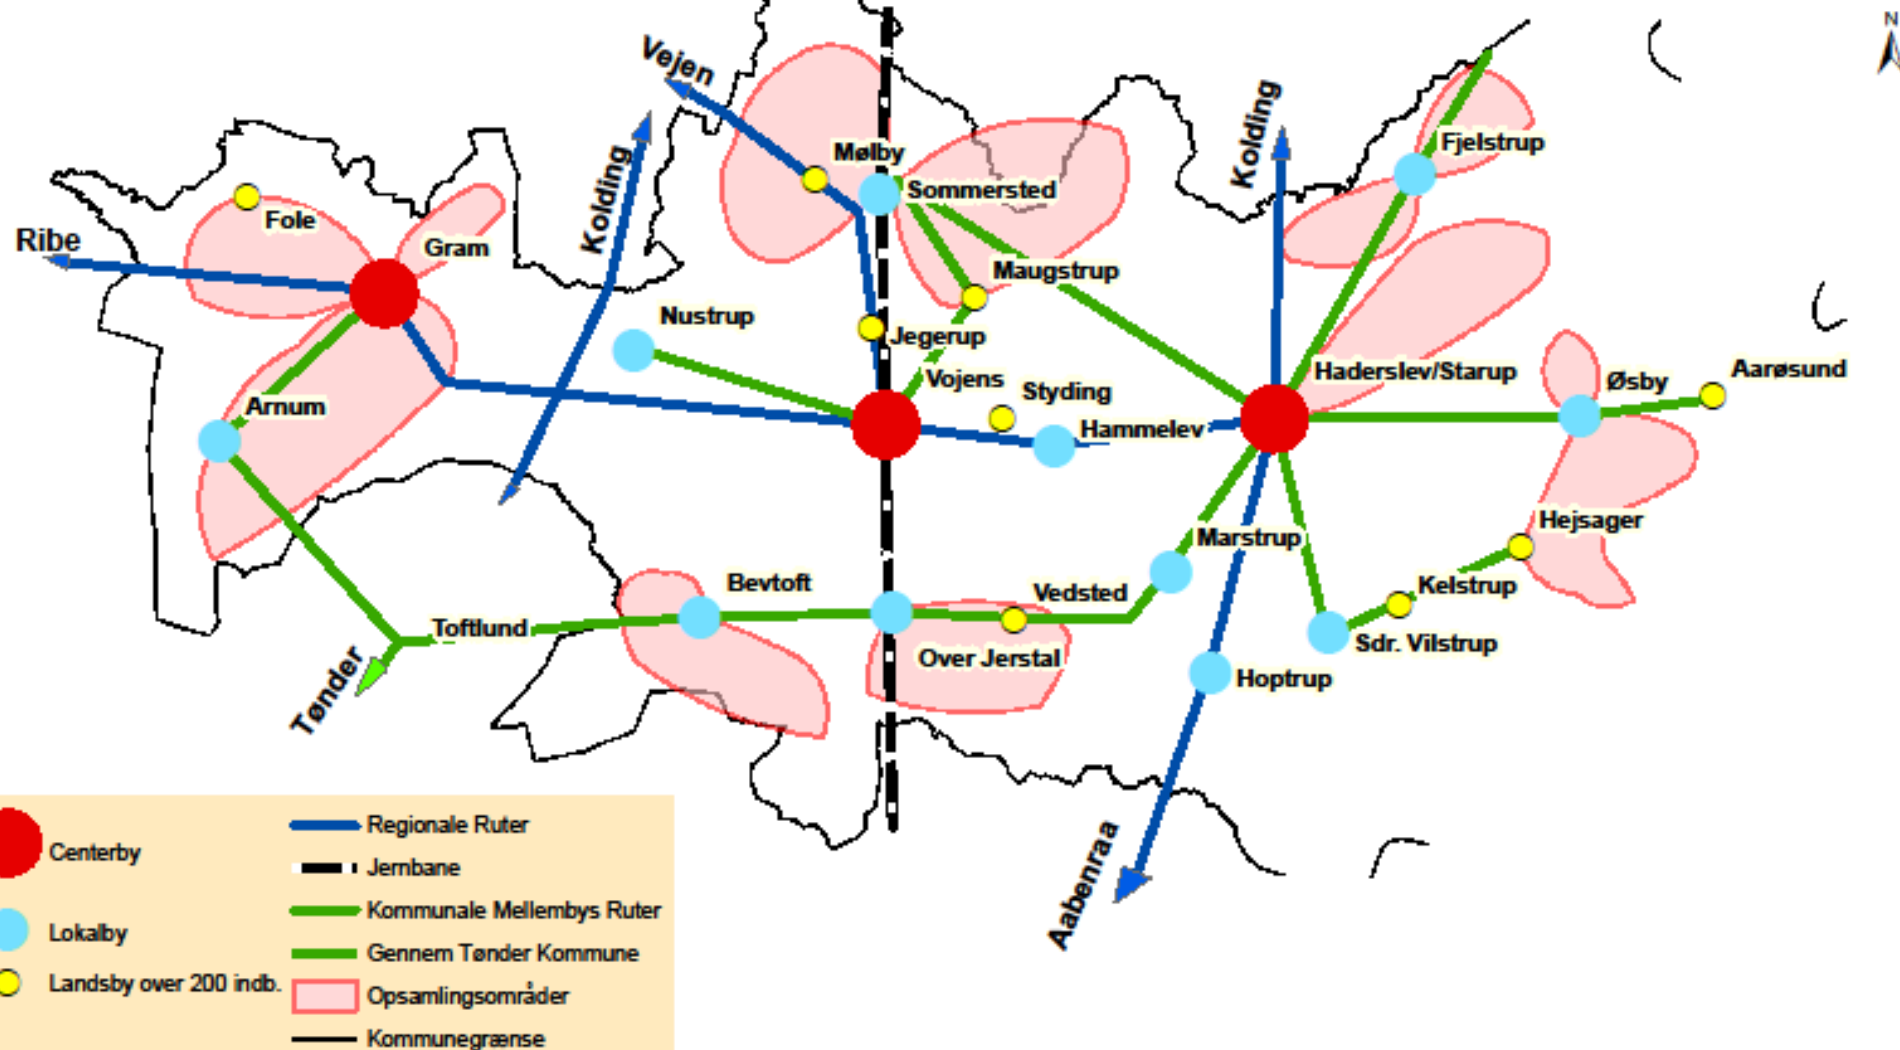 N
Vejen
Kolding
Kolding
Mølby
Fjelstrup
Sommersted
Fole
Ribe
Gram
Maugstrup
Nustrup
Jegerup
Vojens
Styding
Haderslev/Starup
Øsby
Aarøsund
Arnum
Hammelev
Hejsager
Marstrup
Bevtoft
Vedsted
Kelstrup
Toftlund
Over Jerstal
Sdr. Vilstrup
Hoptrup
Tønder
Aabenraa
Centerby
Lokalby
Landsby over 200 indb.
Regionale Ruter
Jernbane
Kommunale Mellembys Ruter
Gennem Tønder Kommune
Opsamlingsområder
Kommunegrænse